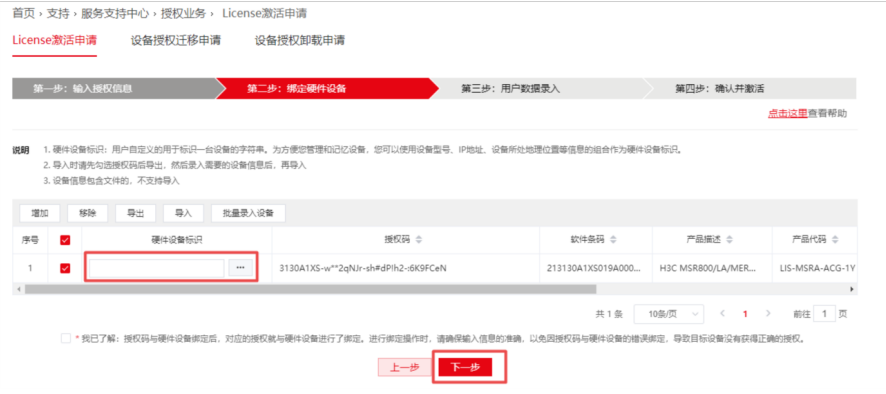 首页 › 支持 › 服务支持中心 › 授权业务 › License激活申请
License激活申请 设备授权迁移申请 设备授权卸载申请
第一步：输入授权信息 第二步：绑定硬件设备 第三步：用户数据录入 第四步：确认并激活
点击这里查看帮助
说明 1. 硬件设备标识：用户自定义的用于标识一台设备的字符串。为方便您管理和记忆设备，您可以使用设备型号、IP地址、设备所处地理位置等信息的组合作为硬件设备标识。
2. 导入时请先勾选授权码后导出，然后录入需要的设备信息后，再导入
3. 设备信息包含文件的，不支持导入
增加 移除 导出 导入 批量录入设备
序号 硬件设备标识 授权码 软件条码 产品描述 产品代码
1 ... 3130A1XS-w**2qNJr-sh#dP!h2-:6K9FCeN 213130A1XS019A000... H3C MSR800/LA/MER... LIS-MSRA-ACG-1Y
共 1 条 10条/页 1 前往 1 页
* 我已了解：授权码与硬件设备绑定后，对应的授权就与硬件设备进行了绑定。进行绑定操作时，请确保输入信息的准确，以免因授权码与硬件设备的错误绑定，导致目标设备没有获得正确的授权。
上一步 下一步